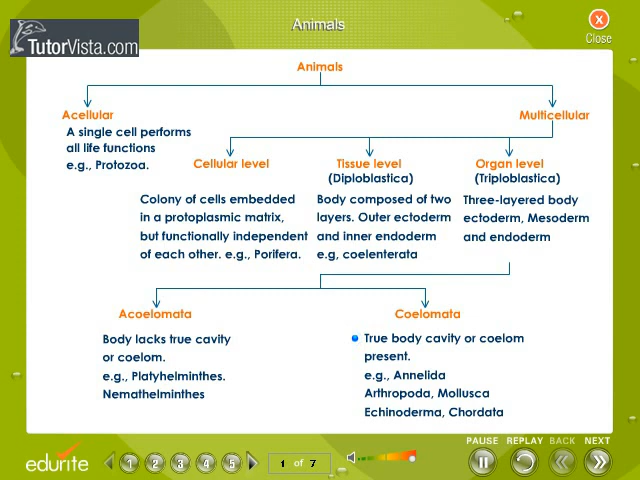 Animals
TutorVista.com
Close
Animals
Acellular
A single cell performs
all life functions
e.g., Protozoa.
Multicellular
Cellular level
Colony of cells embedded
in a protoplasmic matrix,
but functionally independent
of each other. e.g., Porifera.
Tissue level
(Diploblastica)
Body composed of two
layers. Outer ectoderm
and inner endoderm
e.g, coelenterata
Organ level
(Triploblastica)
Three-layered body
ectoderm, Mesoderm
and endoderm
Acoelomata
Body lacks true cavity
or coelom.
e.g., Platyhelminthes.
Nemathelminthes
Coelomata
True body cavity or coelom
present.
e.g., Annelida
Arthropoda, Mollusca
Echinoderma, Chordata
edurite
1 2 3 4 5
1 of 7
PAUSE REPLAY BACK NEXT